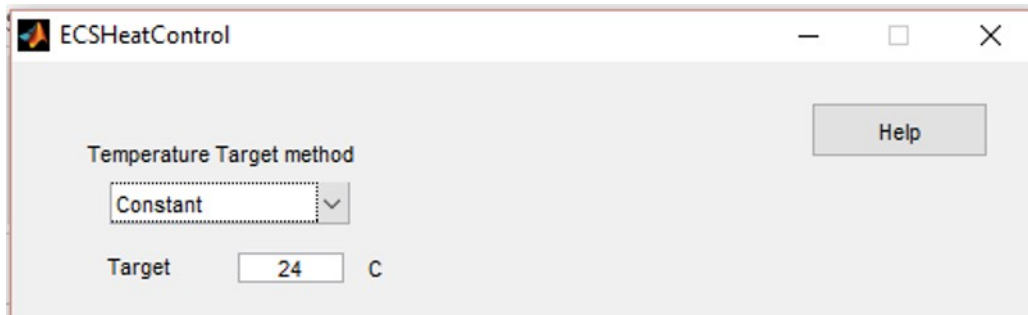 ECSHeatControl
Help
Temperature Target method
Constant
Target 24 C